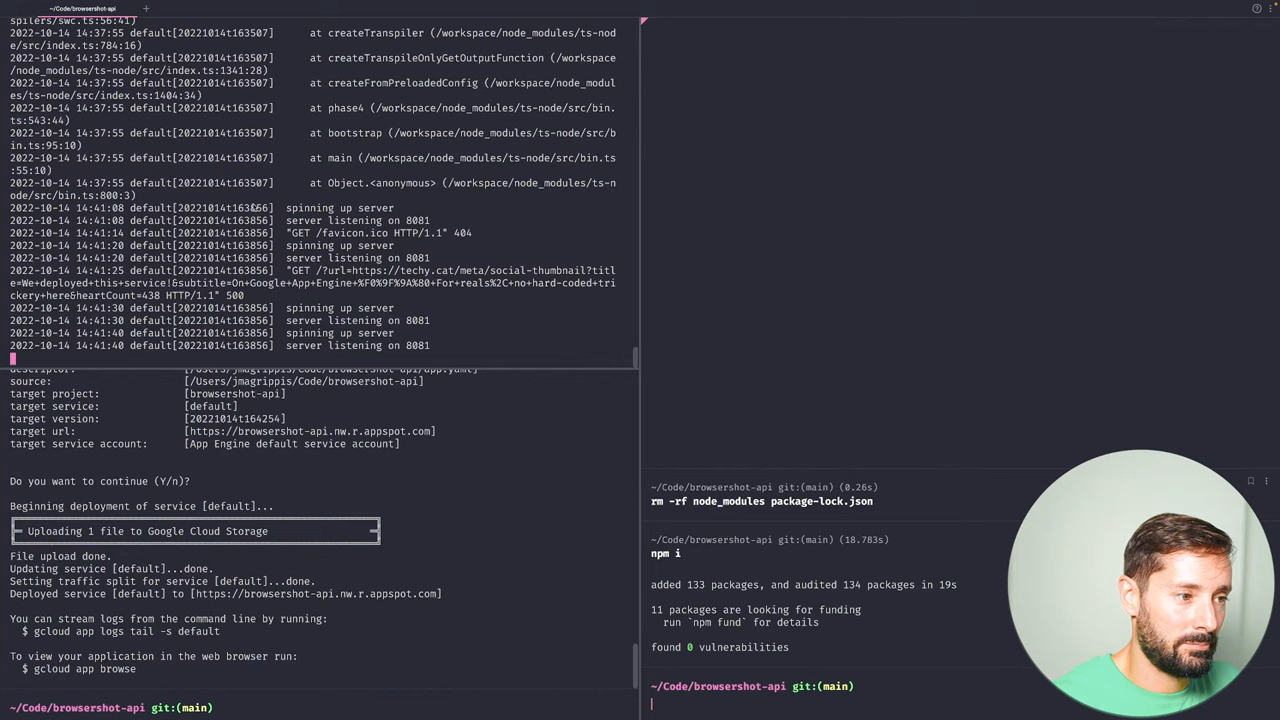 ~/Code/browsershot-api
spilers/swc.ts:56:41)
2022-10-14 14:37:55 default[20221014t163507]      at createTranspiler (/workspace/node_modules/ts-nod
e/src/index.ts:784:16)
2022-10-14 14:37:55 default[20221014t163507]      at createTranspileOnlyGetOutputFunction (/workspace
/node_modules/ts-node/src/index.ts:1341:28)
2022-10-14 14:37:55 default[20221014t163507]      at createFromPreloadedConfig (/workspace/node_modul
es/ts-node/src/index.ts:1404:34)
2022-10-14 14:37:55 default[20221014t163507]      at phase4 (/workspace/node_modules/ts-node/src/bin.
ts:543:44)
2022-10-14 14:37:55 default[20221014t163507]      at bootstrap (/workspace/node_modules/ts-node/src/b
in.ts:95:10)
2022-10-14 14:37:55 default[20221014t163507]      at main (/workspace/node_modules/ts-node/src/bin.ts
:55:10)
2022-10-14 14:37:55 default[20221014t163507]      at Object.<anonymous> (/workspace/node_modules/ts-n
ode/src/bin.ts:800:3)
2022-10-14 14:41:08 default[20221014t163856]  spinning up server
2022-10-14 14:41:08 default[20221014t163856]  server listening on 8081
2022-10-14 14:41:14 default[20221014t163856]  "GET /favicon.ico HTTP/1.1" 404
2022-10-14 14:41:20 default[20221014t163856]  spinning up server
2022-10-14 14:41:20 default[20221014t163856]  server listening on 8081
2022-10-14 14:41:25 default[20221014t163856]  "GET /?url=https://techy.cat/meta/social-thumbnail?titl
e=We+deployed+this+service!&subtitle=On+Google+App+Engine+%F0%9F%9A%80+For+reals%2C+no+hard-coded+tri
ckery+here&heartCount=438 HTTP/1.1" 500
2022-10-14 14:41:30 default[20221014t163856]  spinning up server
2022-10-14 14:41:30 default[20221014t163856]  server listening on 8081
2022-10-14 14:41:40 default[20221014t163856]  spinning up server
2022-10-14 14:41:40 default[20221014t163856]  server listening on 8081
descriptor: [/Users/jmagrippis/Code/browsershot-api/app.yaml]
source: [/Users/jmagrippis/Code/browsershot-api]
target project: [browsershot-api]
target service: [default]
target version: [20221014t164254]
target url: [https://browsershot-api.nw.r.appspot.com]
target service account: [App Engine default service account]
Do you want to continue (Y/n)?
Beginning deployment of service [default]...
Uploading 1 file to Google Cloud Storage
File upload done.
Updating service [default]...done.
Setting traffic split for service [default]...done.
Deployed service [default] to [https://browsershot-api.nw.r.appspot.com]
You can stream logs from the command line by running:
$ gcloud app logs tail -s default
To view your application in the web browser run:
$ gcloud app browse
~/Code/browsershot-api git:(main)
~/Code/browsershot-api git:(main) (0.26s)
rm -rf node_modules package-lock.json
~/Code/browsershot-api git:(main) (18.783s)
npm i
added 133 packages, and audited 134 packages in 19s
11 packages are looking for funding
run `npm fund` for details
found 0 vulnerabilities
~/Code/browsershot-api git:(main)